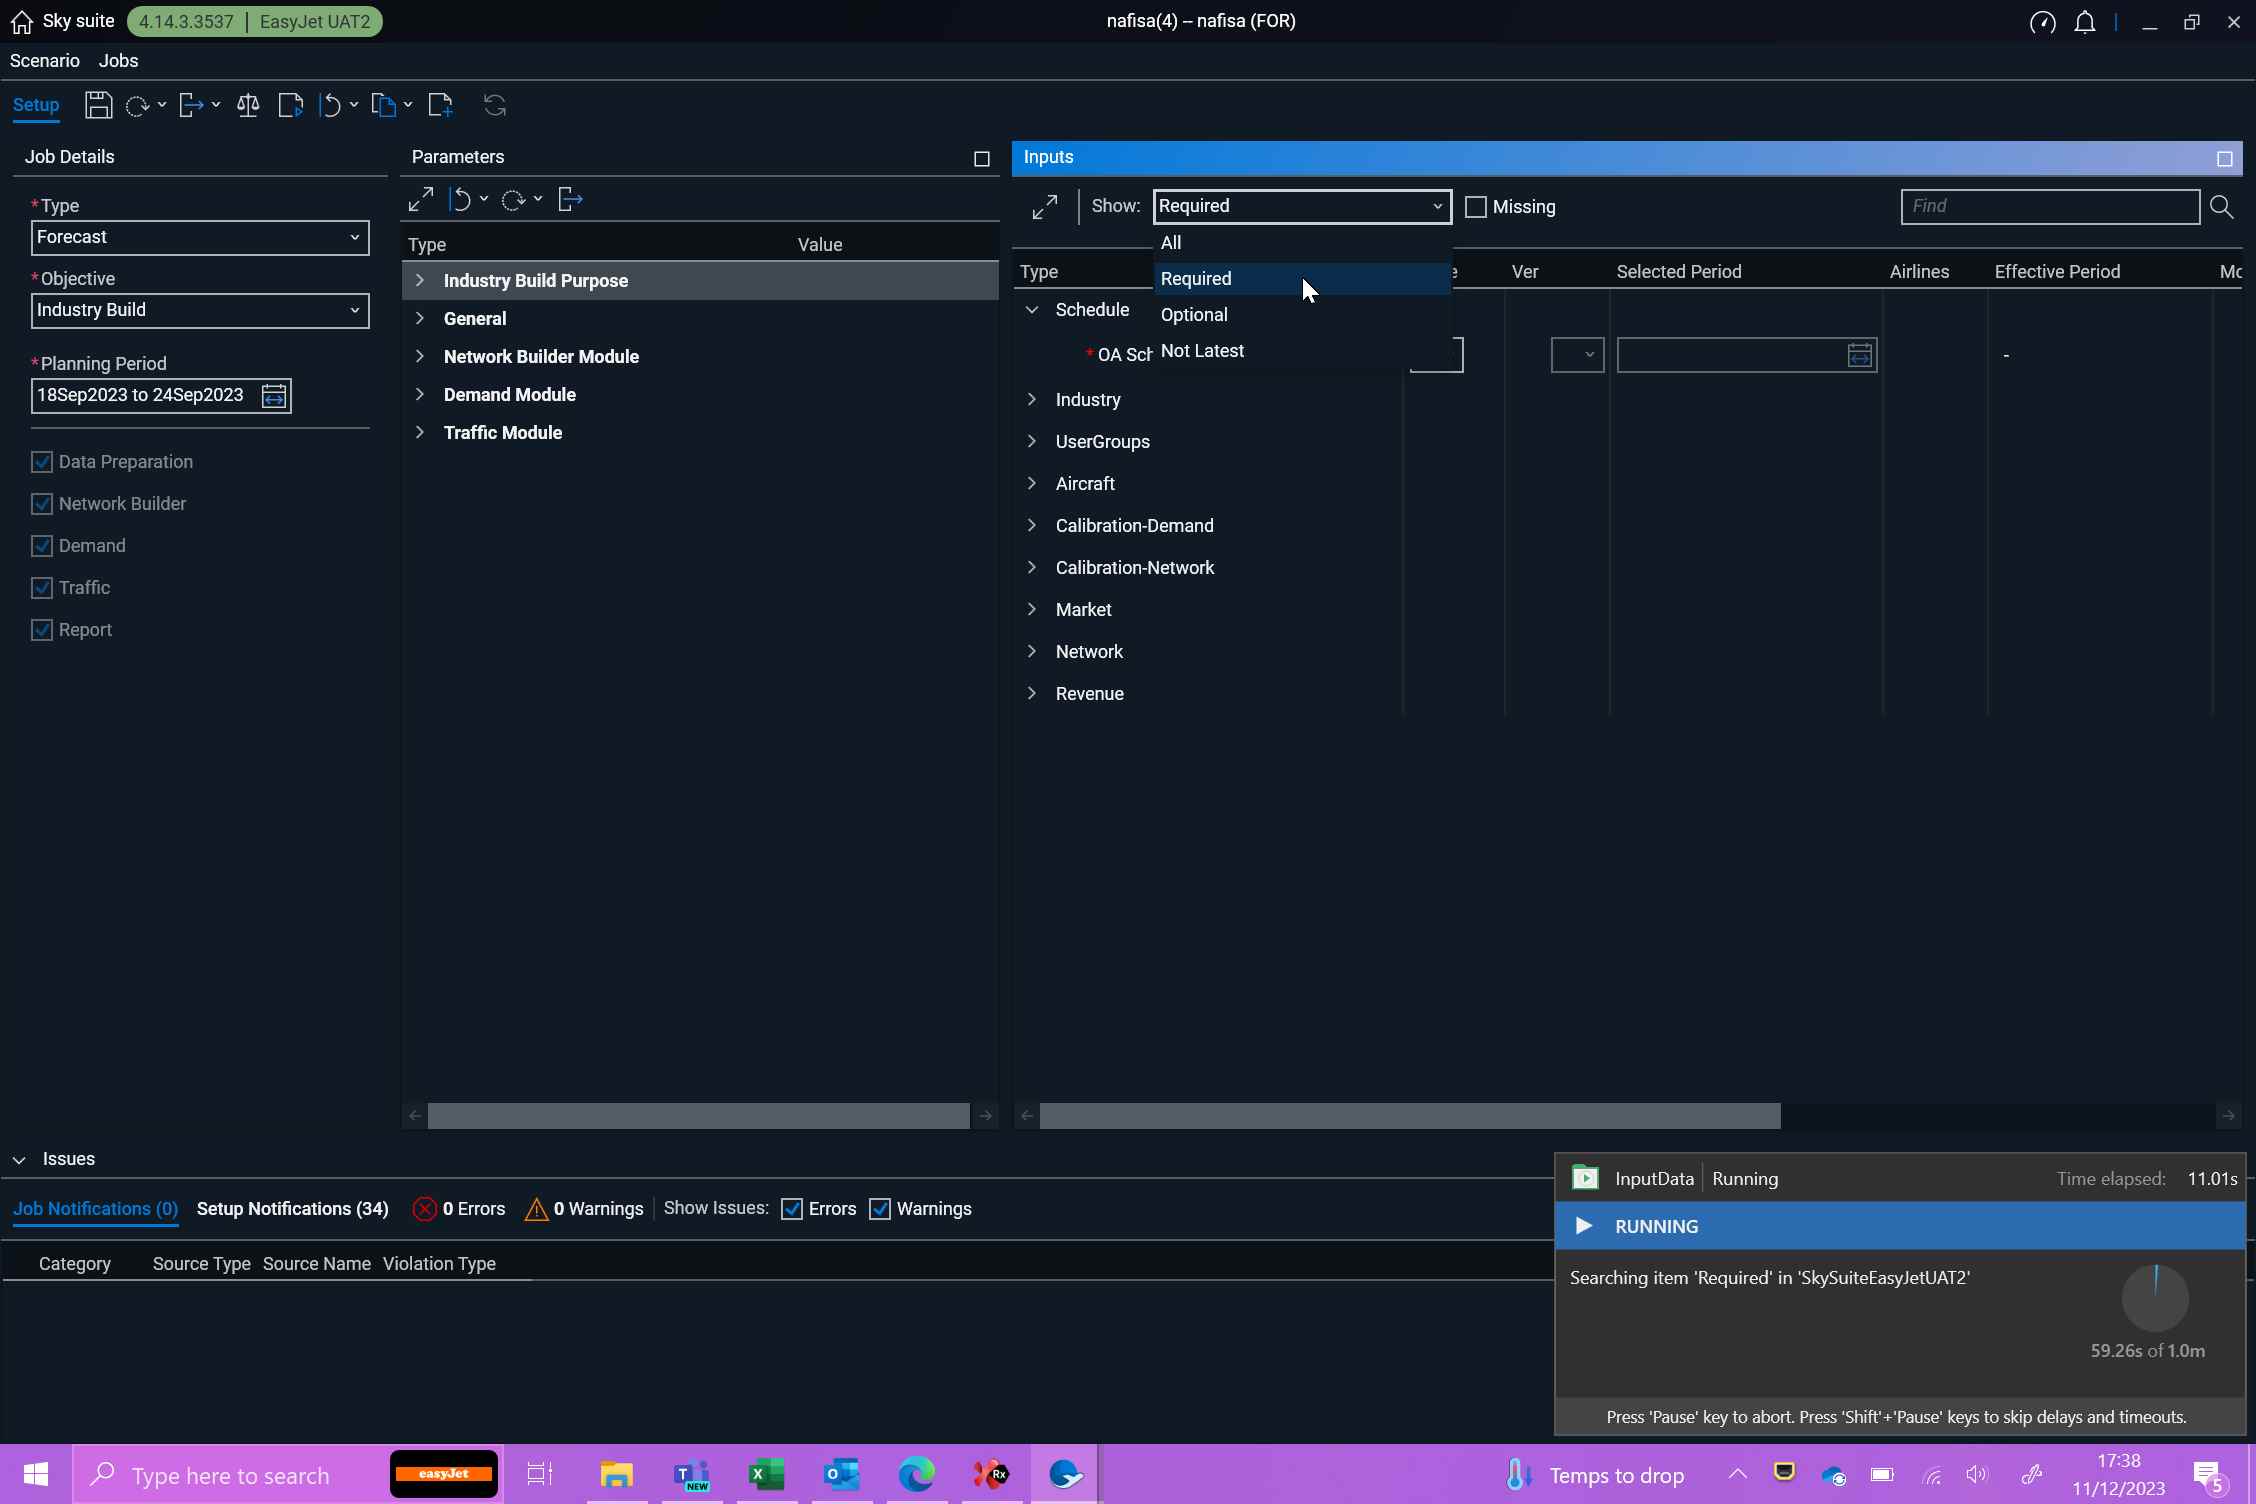 Sky suite 4.14.3.3537 | EasyJet UAT2
nafisa(4) – nafisa (FOR)
Scenario Jobs
Setup
Job Details
*Type
Forecast
*Objective
Industry Build
*Planning Period
18Sep2023 to 24Sep2023
Data Preparation
Network Builder
Demand
Traffic
Report
Parameters
Type Value
Industry Build Purpose
General
Network Builder Module
Demand Module
Traffic Module
Inputs
Show: Required Missing Find
All
Required
Optional
Not Latest
Type Ver Selected Period Airlines Effective Period Mo
Schedule
* OA Sch -
Industry
UserGroups
Aircraft
Calibration-Demand
Calibration-Network
Market
Network
Revenue
Issues
Job Notifications (0) Setup Notifications (34) 0 Errors 0 Warnings Show Issues: Errors Warnings
Category Source Type Source Name Violation Type
InputData | Running Time elapsed: 11.01s
RUNNING
Searching item 'Required' in 'SkySuiteEasyJetUAT2'
59.26s of 1.0m
Press 'Pause' key to abort. Press 'Shift'+'Pause' keys to skip delays and timeouts.
Type here to search
easyJet
NEW
Rx
Temps to drop
17:38
11/12/2023
5